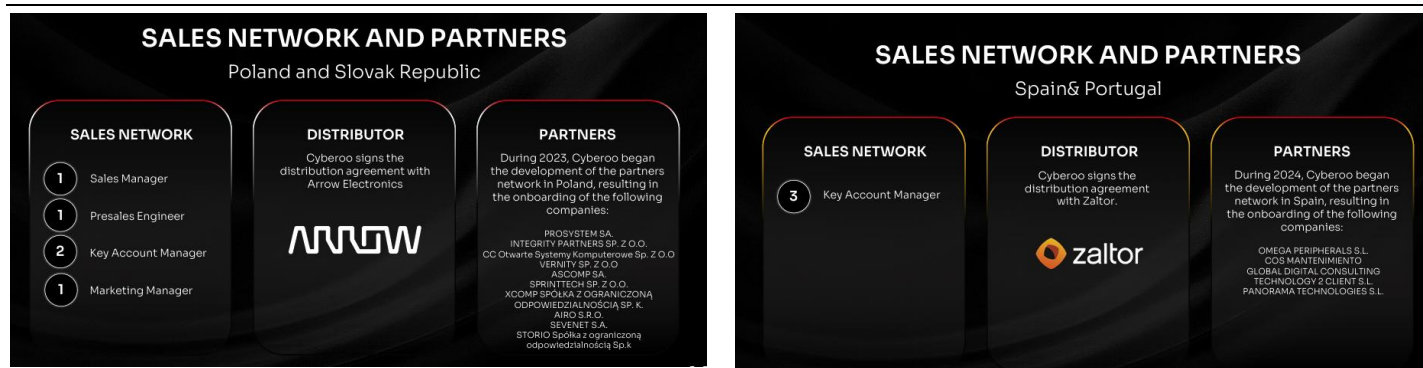 SALES NETWORK AND PARTNERS
Poland and Slovak Republic
SALES NETWORK
1 Sales Manager
1 Presales Engineer
2 Key Account Manager
1 Marketing Manager
DISTRIBUTOR
Cyberoo signs the
distribution agreement with
Arrow Electronics
ARROW
PARTNERS
During 2023, Cyberoo began
the development of the partners
network in Poland, resulting in
the onboarding of the following
companies:
PROSYSTEM SA.
INTEGRITY PARTNERS SP. Z O.O.
CC Otwarte Systemy Komputerowe Sp. Z O.O
VERNITY SP. Z O.O
ASCOMP SA.
SPRINTTECH SP. Z O.O.
XCOMP SPÓŁKA Z OGRANICZONĄ
ODPOWIEDZIALNOŚCIĄ SP. K.
AIRO S.R.O.
SEVENET S.A.
STORIO Spółka z ograniczoną
odpowiedzialnością Sp.k
SALES NETWORK AND PARTNERS
Spain& Portugal
SALES NETWORK
3 Key Account Manager
DISTRIBUTOR
Cyberoo signs the
distribution agreement
with Zaltor.
zaltor
PARTNERS
During 2024, Cyberoo began
the development of the partners
network in Spain, resulting in
the onboarding of the following
companies:
OMEGA PERIPHERALS S.L.
COS MANTENIMIENTO
GLOBAL DIGITAL CONSULTING
TECHNOLOGY 2 CLIENT S.L.
PANORAMA TECHNOLOGIES S.L.